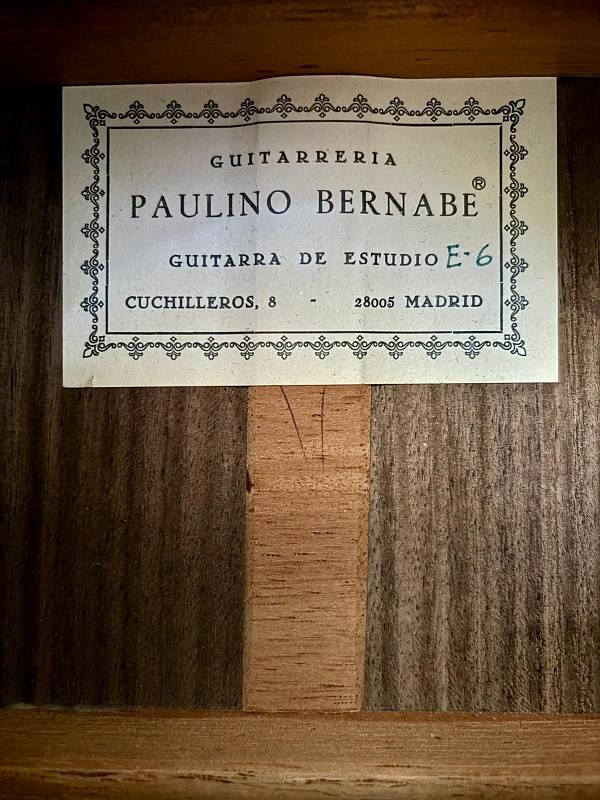 GUITARRERIA
PAULINO BERNABE®
GUITARRA DE ESTUDIO E-6
CUCHILLEROS, 8 - 28005 MADRID